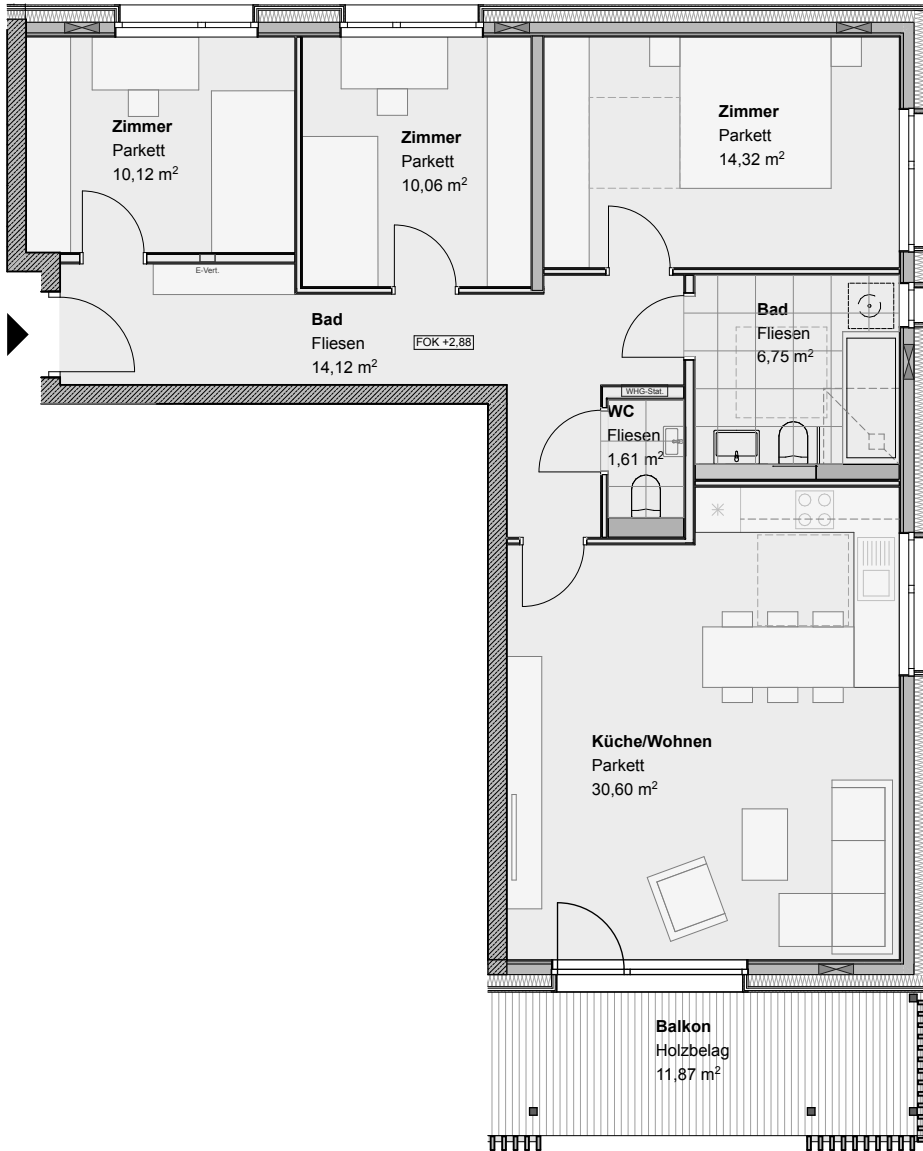 Zimmer
Parkett
10,12 m²
Zimmer
Parkett
10,06 m²
Zimmer
Parkett
14,32 m²
E-Vert.
Bad
Fliesen
14,12 m²
FOK +2,88
Bad
Fliesen
6,75 m²
WHG-Stat.
WC
Fliesen
1,61 m²
Küche/Wohnen
Parkett
30,60 m²
Balkon
Holzbelag
11,87 m²